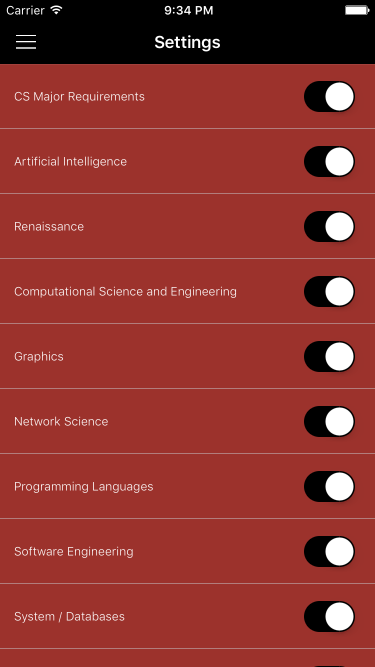 Carrier 9:34 PM
Settings
CS Major Requirements
Artificial Intelligence
Renaissance
Computational Science and Engineering
Graphics
Network Science
Programming Languages
Software Engineering
System / Databases